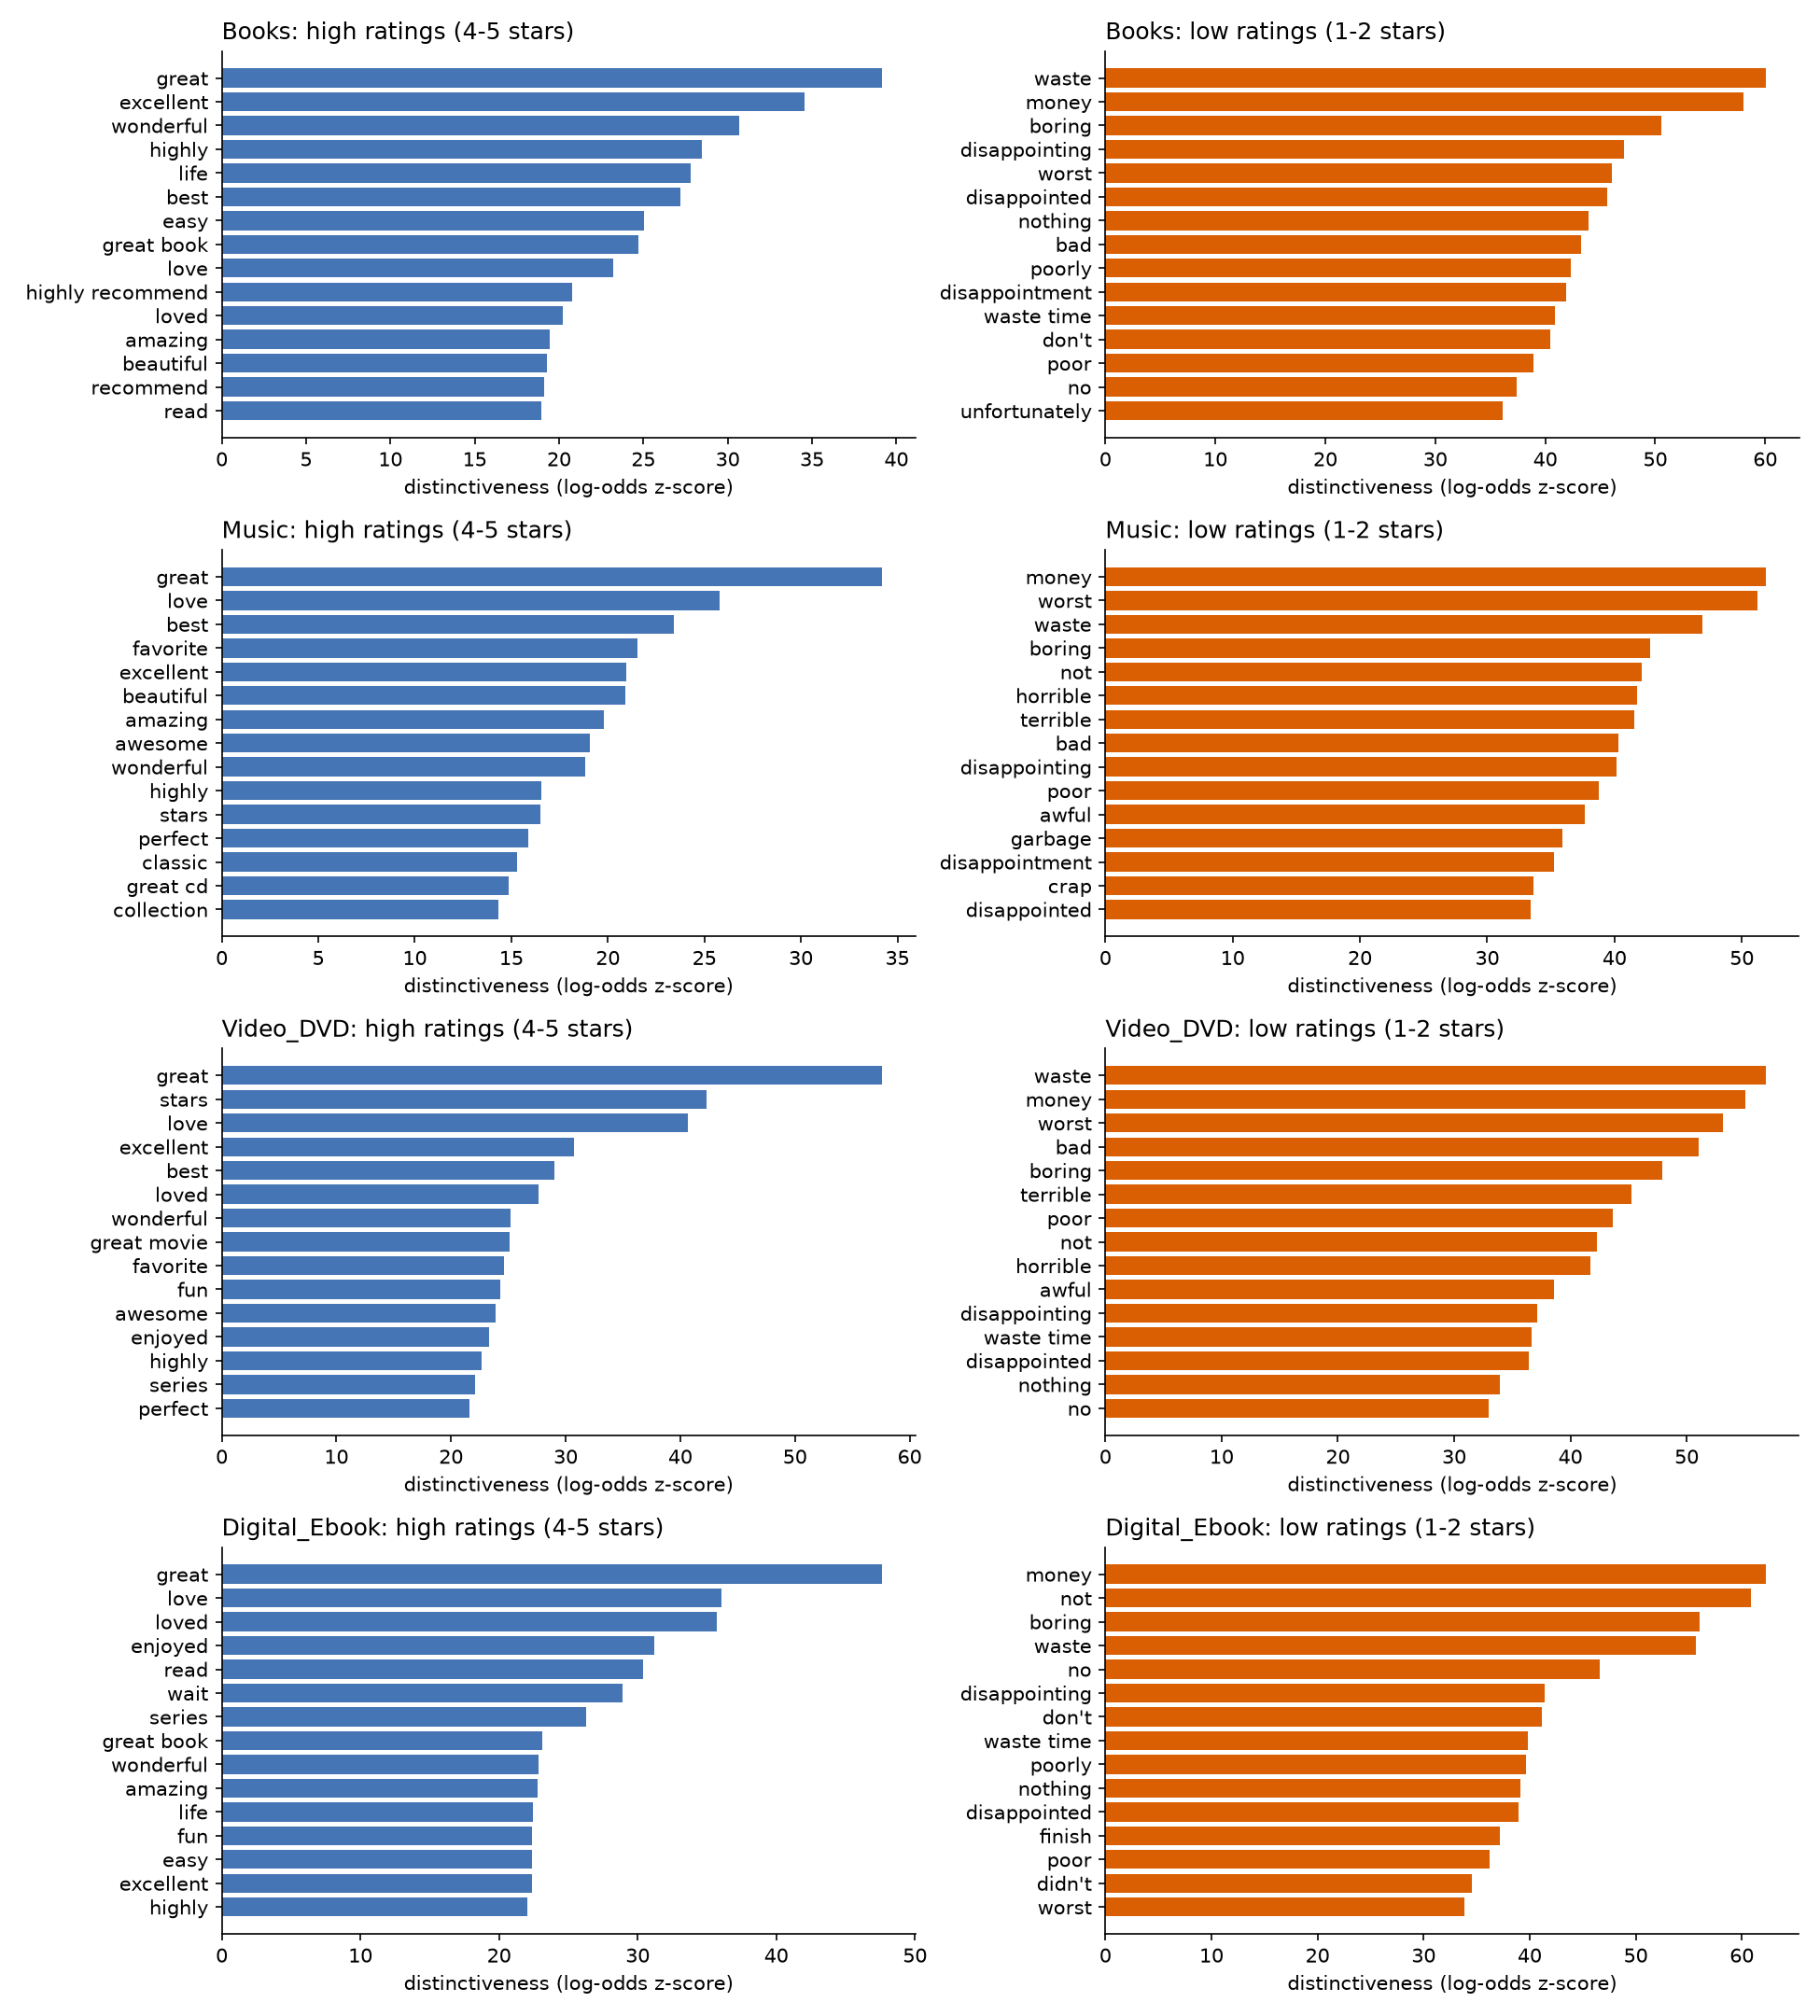 Books: high ratings (4-5 stars)
great
excellent
wonderful
highly
life
best
easy
great book
love
highly recommend
loved
amazing
beautiful
recommend
read
0 5 10 15 20 25 30 35 40
distinctiveness (log-odds z-score)
Books: low ratings (1-2 stars)
waste
money
boring
disappointing
worst
disappointed
nothing
bad
poorly
disappointment
waste time
don't
poor
no
unfortunately
0 10 20 30 40 50 60
distinctiveness (log-odds z-score)
Music: high ratings (4-5 stars)
great
love
best
favorite
excellent
beautiful
amazing
awesome
wonderful
highly
stars
perfect
classic
great cd
collection
0 5 10 15 20 25 30 35
distinctiveness (log-odds z-score)
Music: low ratings (1-2 stars)
money
worst
waste
boring
not
horrible
terrible
bad
disappointing
poor
awful
garbage
disappointment
crap
disappointed
0 10 20 30 40 50
distinctiveness (log-odds z-score)
Video_DVD: high ratings (4-5 stars)
great
stars
love
excellent
best
loved
wonderful
great movie
favorite
fun
awesome
enjoyed
highly
series
perfect
0 10 20 30 40 50 60
distinctiveness (log-odds z-score)
Video_DVD: low ratings (1-2 stars)
waste
money
worst
bad
boring
terrible
poor
not
horrible
awful
disappointing
waste time
disappointed
nothing
no
0 10 20 30 40 50
distinctiveness (log-odds z-score)
Digital_Ebook: high ratings (4-5 stars)
great
love
loved
enjoyed
read
wait
series
great book
wonderful
amazing
life
fun
easy
excellent
highly
0 10 20 30 40 50
distinctiveness (log-odds z-score)
Digital_Ebook: low ratings (1-2 stars)
money
not
boring
waste
no
disappointing
don't
waste time
poorly
nothing
disappointed
finish
poor
didn't
worst
0 10 20 30 40 50 60
distinctiveness (log-odds z-score)